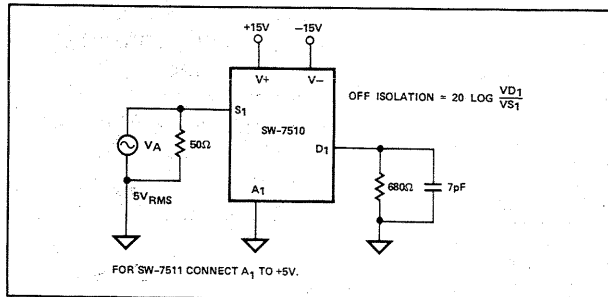 +15V
–15V
V+
V–
OFF ISOLATION = 20 LOG VD1
VS1
S1
SW-7510
VA
50Ω
D1
680Ω
7pF
5VRMS
A1
FOR SW-7511 CONNECT A1 TO +5V.